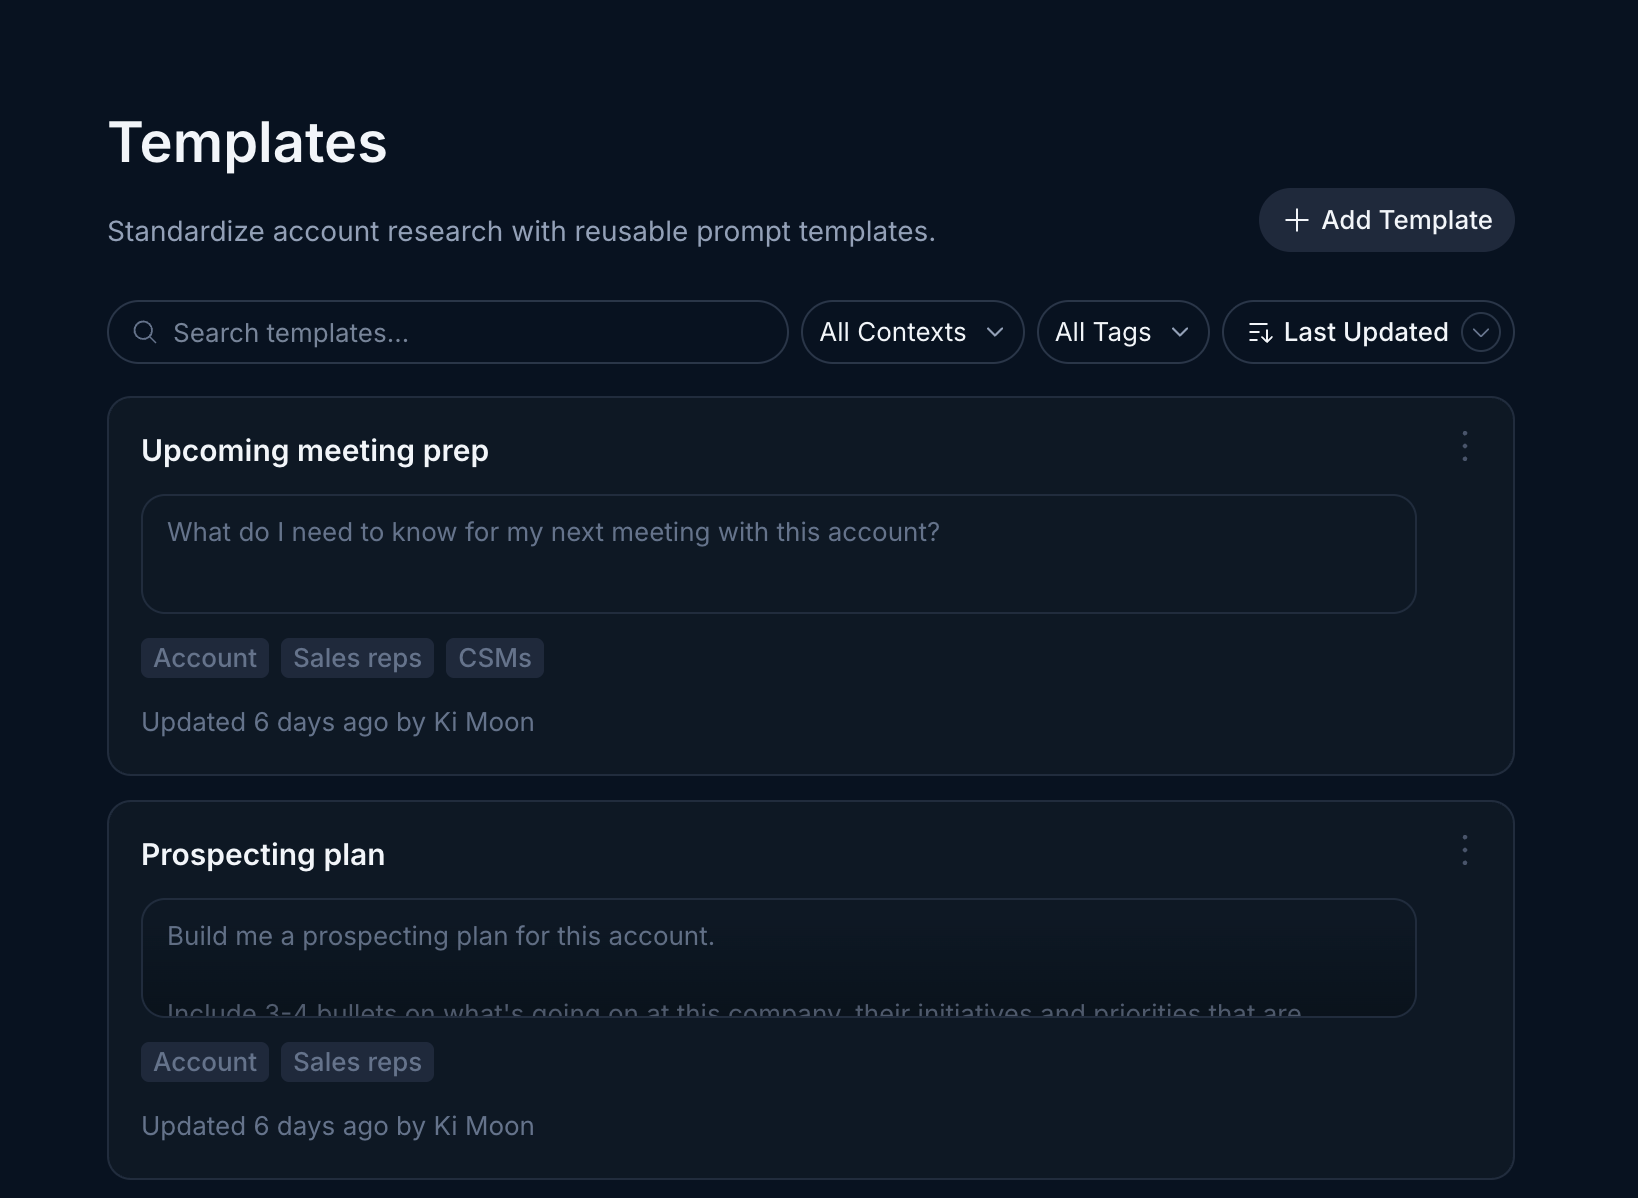 Templates
Standardize account research with reusable prompt templates.
Add Template
Search templates...
All Contexts
All Tags
Last Updated
Upcoming meeting prep
What do I need to know for my next meeting with this account?
Account
Sales reps
CSMs
Updated 6 days ago by Ki Moon
Prospecting plan
Build me a prospecting plan for this account.
Include 3-4 bullets on what's going on at this company, their initiatives and priorities that are
Account
Sales reps
Updated 6 days ago by Ki Moon